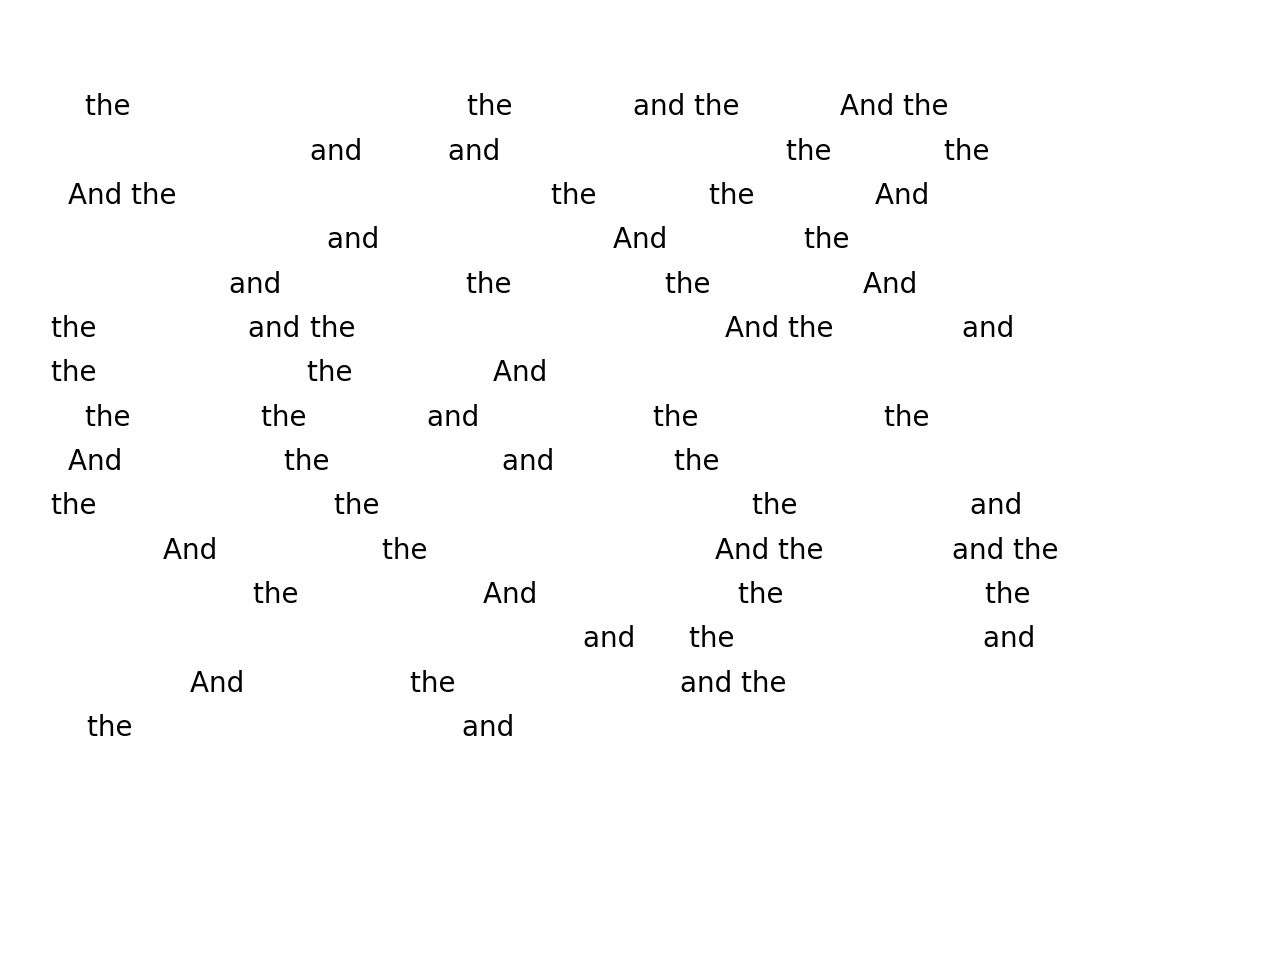 the the and the And the
and and the the
And the the the And
and And the
and the the And
the and the And the and
the the And
the the and the the
And the and the
the the the and
And the And the and the
the And the the
and the and
And the and the
the and